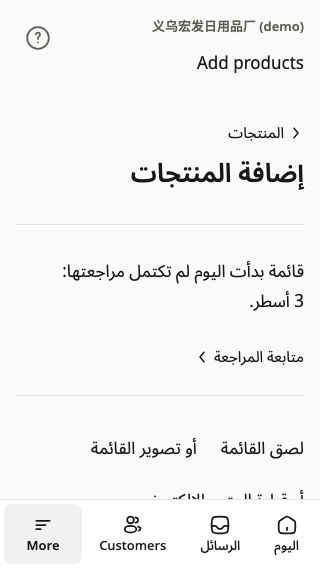 义乌宏发日用品厂 (demo)
Add products
المنتجات
إضافة المنتجات
قائمة بدأت اليوم لم تكتمل مراجعتها:
3 أسطر.
متابعة المراجعة
لصق القائمة
أو تصوير القائمة
More
Customers
الرسائل
اليوم